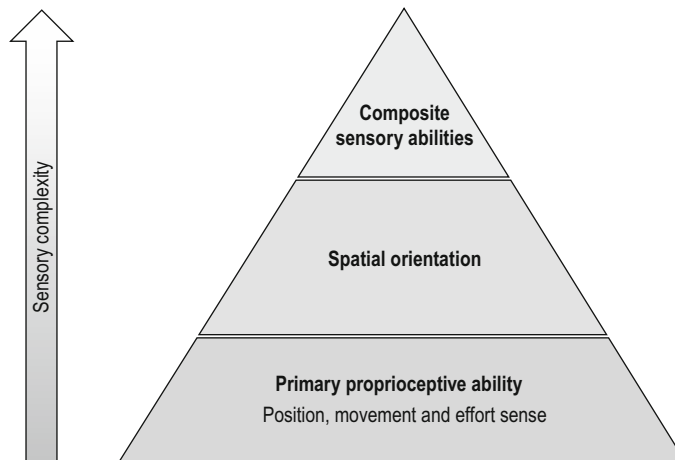 Sensory complexity
Composite
sensory abilities
Spatial orientation
Primary proprioceptive ability
Position, movement and effort sense